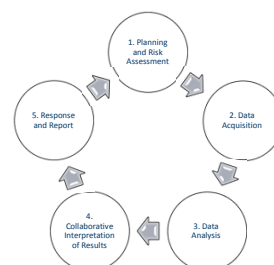 1. Planning
and Risk
Assessment
2. Data
Acquisition
3. Data
Analysis
4.
Collaborative
Interpretation
of Results
5. Response
and Report